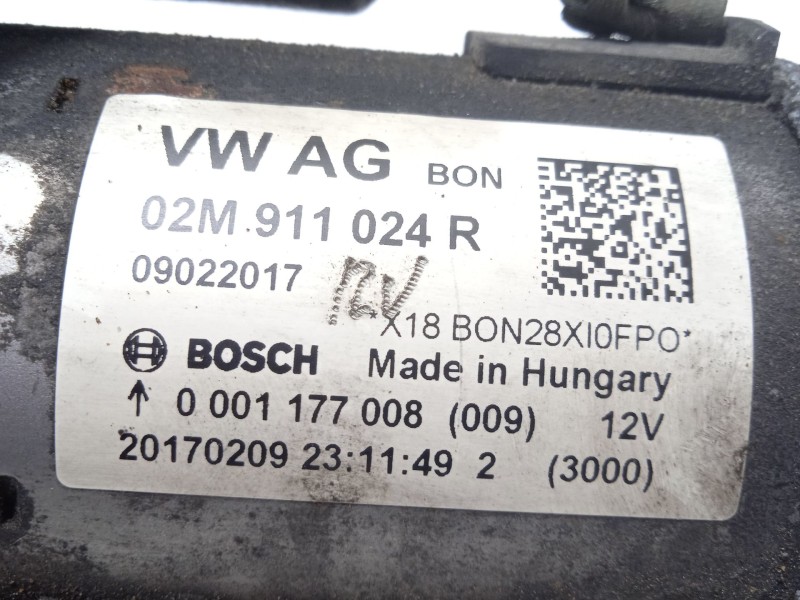 VW AG BON
02M 911 024 R
09022017 12V
*X18 BON28XI0FPO*
BOSCH Made in Hungary
↑ 0 001 177 008 (009) 12V
20170209 23:11:49 2 (3000)